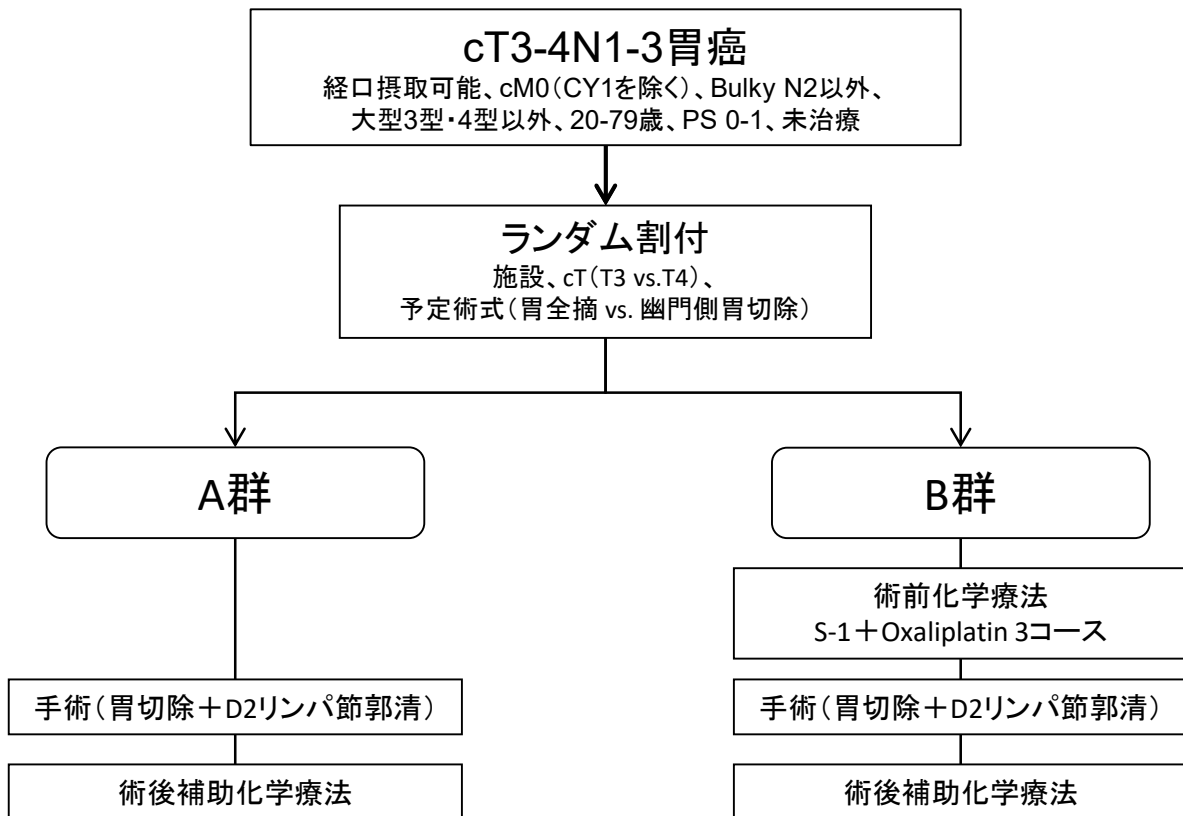 cT3-4N1-3胃癌
経口摂取可能、cM0(CY1を除く)、Bulky N2以外、
大型3型・4型以外、20-79歳、PS 0-1、未治療
ランダム割付
施設、cT(T3 vs.T4)、
予定術式(胃全摘 vs. 幽門側胃切除)
A群
B群
術前化学療法
S-1+Oxaliplatin 3コース
手術(胃切除+D2リンパ節郭清)
手術(胃切除+D2リンパ節郭清)
術後補助化学療法
術後補助化学療法